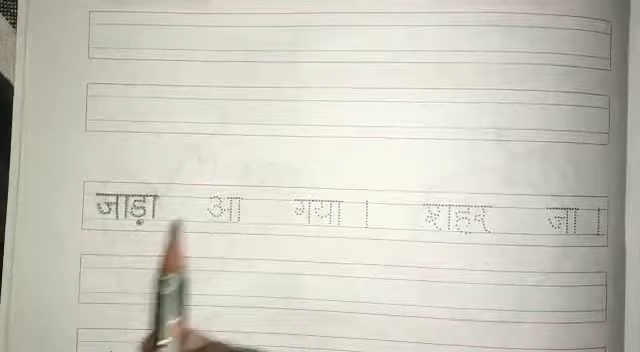 जाड़ा आ गया । शहर जा ।